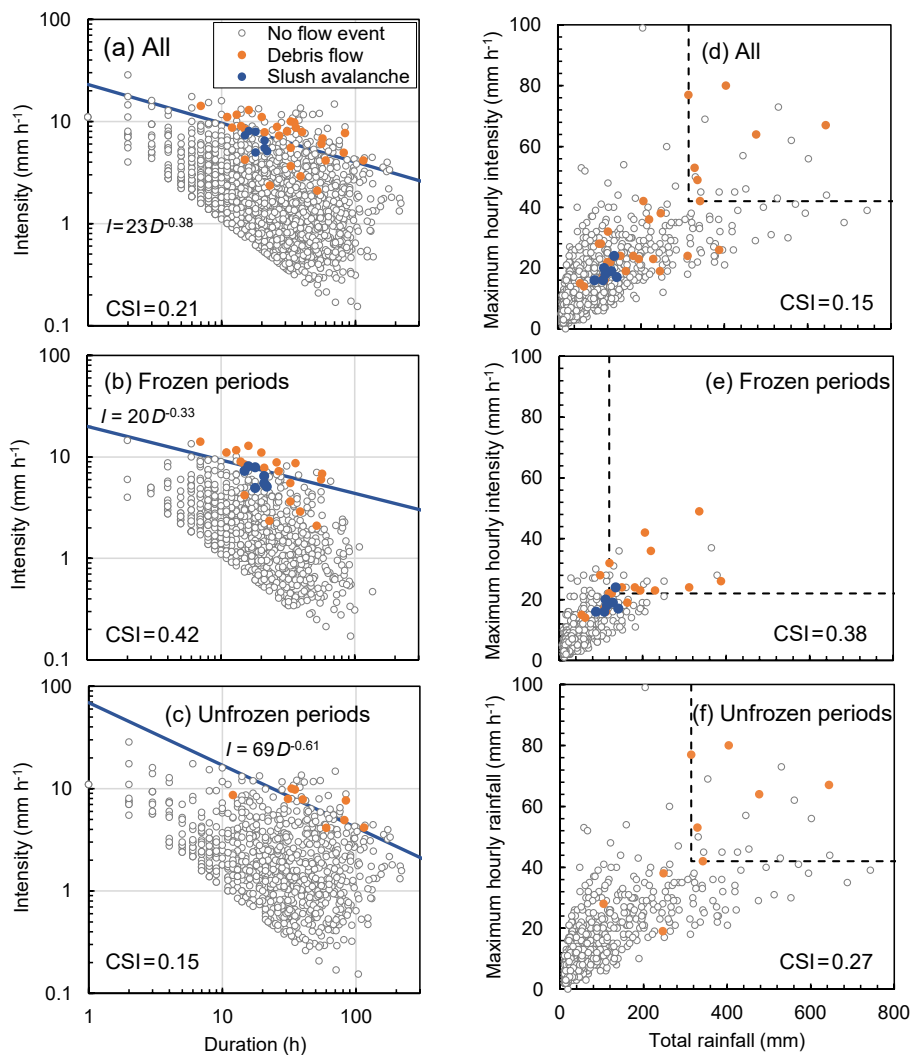 (a) All
No flow event
Debris flow
Slush avalanche
100
10
1
0.1
Intensity (mm h-1)
I = 23 D-0.38
CSI = 0.21
(b) Frozen periods
I = 20 D-0.33
100
10
1
0.1
Intensity (mm h-1)
CSI = 0.42
(c) Unfrozen periods
I = 69 D-0.61
100
10
1
0.1
Intensity (mm h-1)
CSI = 0.15
1 10 100
Duration (h)
(d) All
100
80
60
40
20
0
Maximum hourly intensity (mm h-1)
CSI = 0.15
(e) Frozen periods
100
80
60
40
20
0
Maximum hourly intensity (mm h-1)
CSI = 0.38
(f) Unfrozen periods
100
80
60
40
20
0
Maximum hourly rainfall (mm h-1)
CSI = 0.27
0 200 400 600 800
Total rainfall (mm)